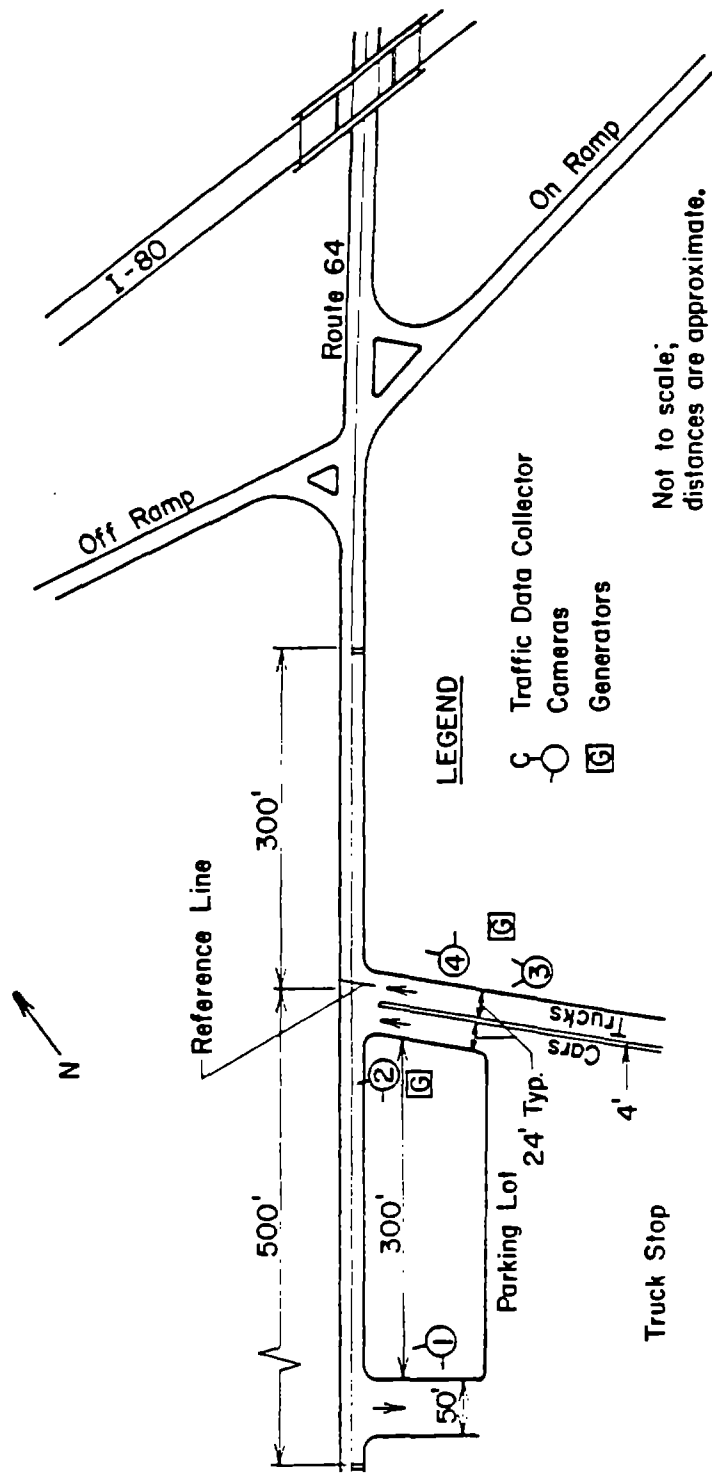 I-80
Off Ramp
Route 64
On Ramp
N
Reference Line
500'
300'
300'
50'
Parking Lot
24' Typ.
4'
Cars
Trucks
Truck Stop
1
2
G
3
4
G
LEGEND
C Traffic Data Collector
Cameras
G Generators
Not to scale;
distances are approximate.